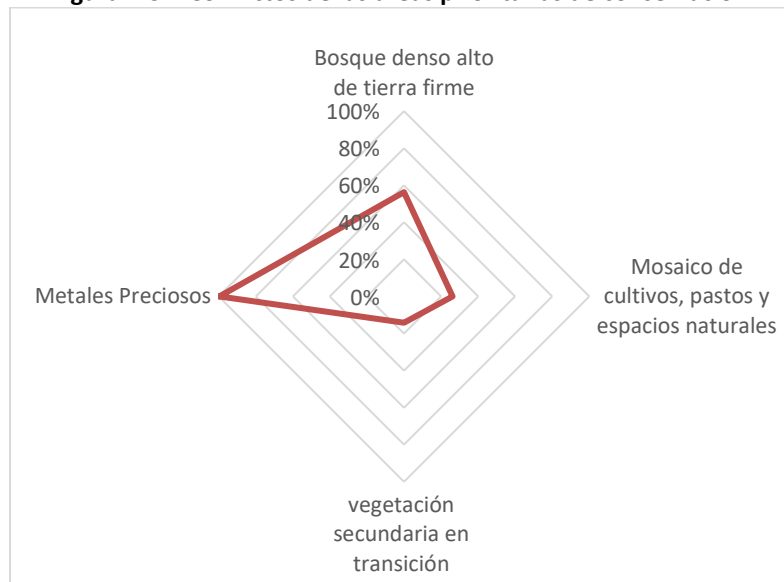 Bosque denso alto
de tierra firme
100%
80%
60%
40%
20%
0%
Metales Preciosos
Mosaico de
cultivos, pastos y
espacios naturales
vegetación
secundaria en
transición